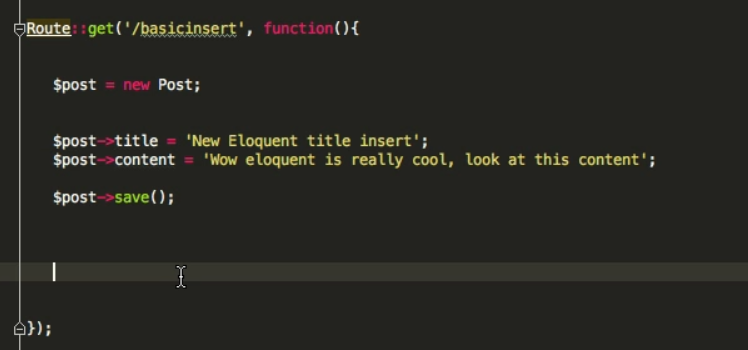 Route::get('/basicinsert', function(){
$post = new Post;
$post->title = 'New Eloquent title insert';
$post->content = 'Wow eloquent is really cool, look at this content';
$post->save();
});